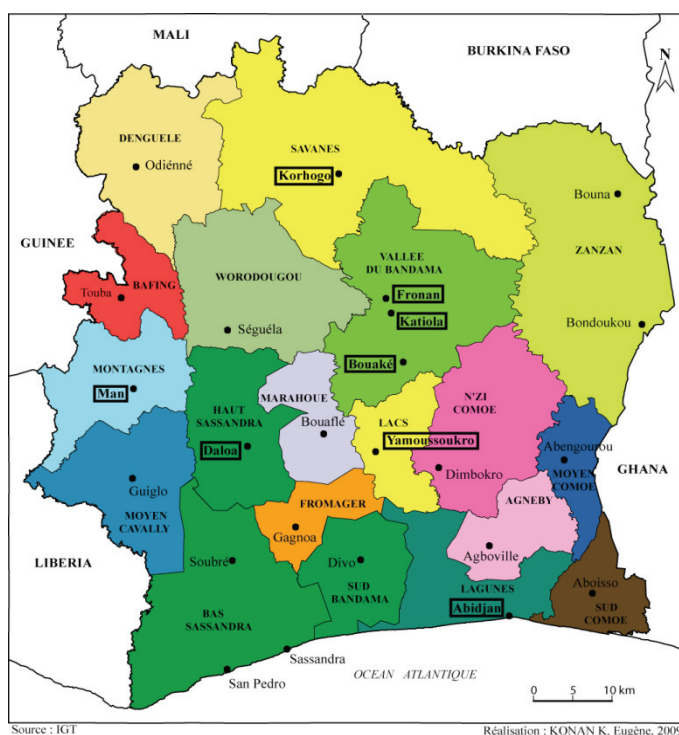 MALI
BURKINA FASO
N
DENGUELE
Odiénné
SAVANES
Korhogo
Bouna
ZANZAN
GUINEE
BAFING
Touba
WORODOUGOU
VALLEE
DU BANDAMA
Fronan
Katiola
Séguéla
Bondoukou
Bouaké
MONTAGNES
Man
MARAHOUE
N'ZI
COMOE
HAUT
SASSANDRA
Bouaflé
LACS
Yamoussoukro
Daloa
Abengourou
MOYEN
COMOE
GHANA
Guiglo
Dimbokro
MOYEN
CAVALLY
FROMAGER
AGNEBY
Gagnoa
Agboville
LIBERIA
Soubré
Divo
SUD
BANDAMA
LAGUNES
Abidjan
Aboisso
SUD
COMOE
BAS
SASSANDRA
Sassandra
San Pedro
OCEAN ATLANTIQUE
0 5 10 km
Source : IGT
Réalisation : KONAN K. Eugène, 2009